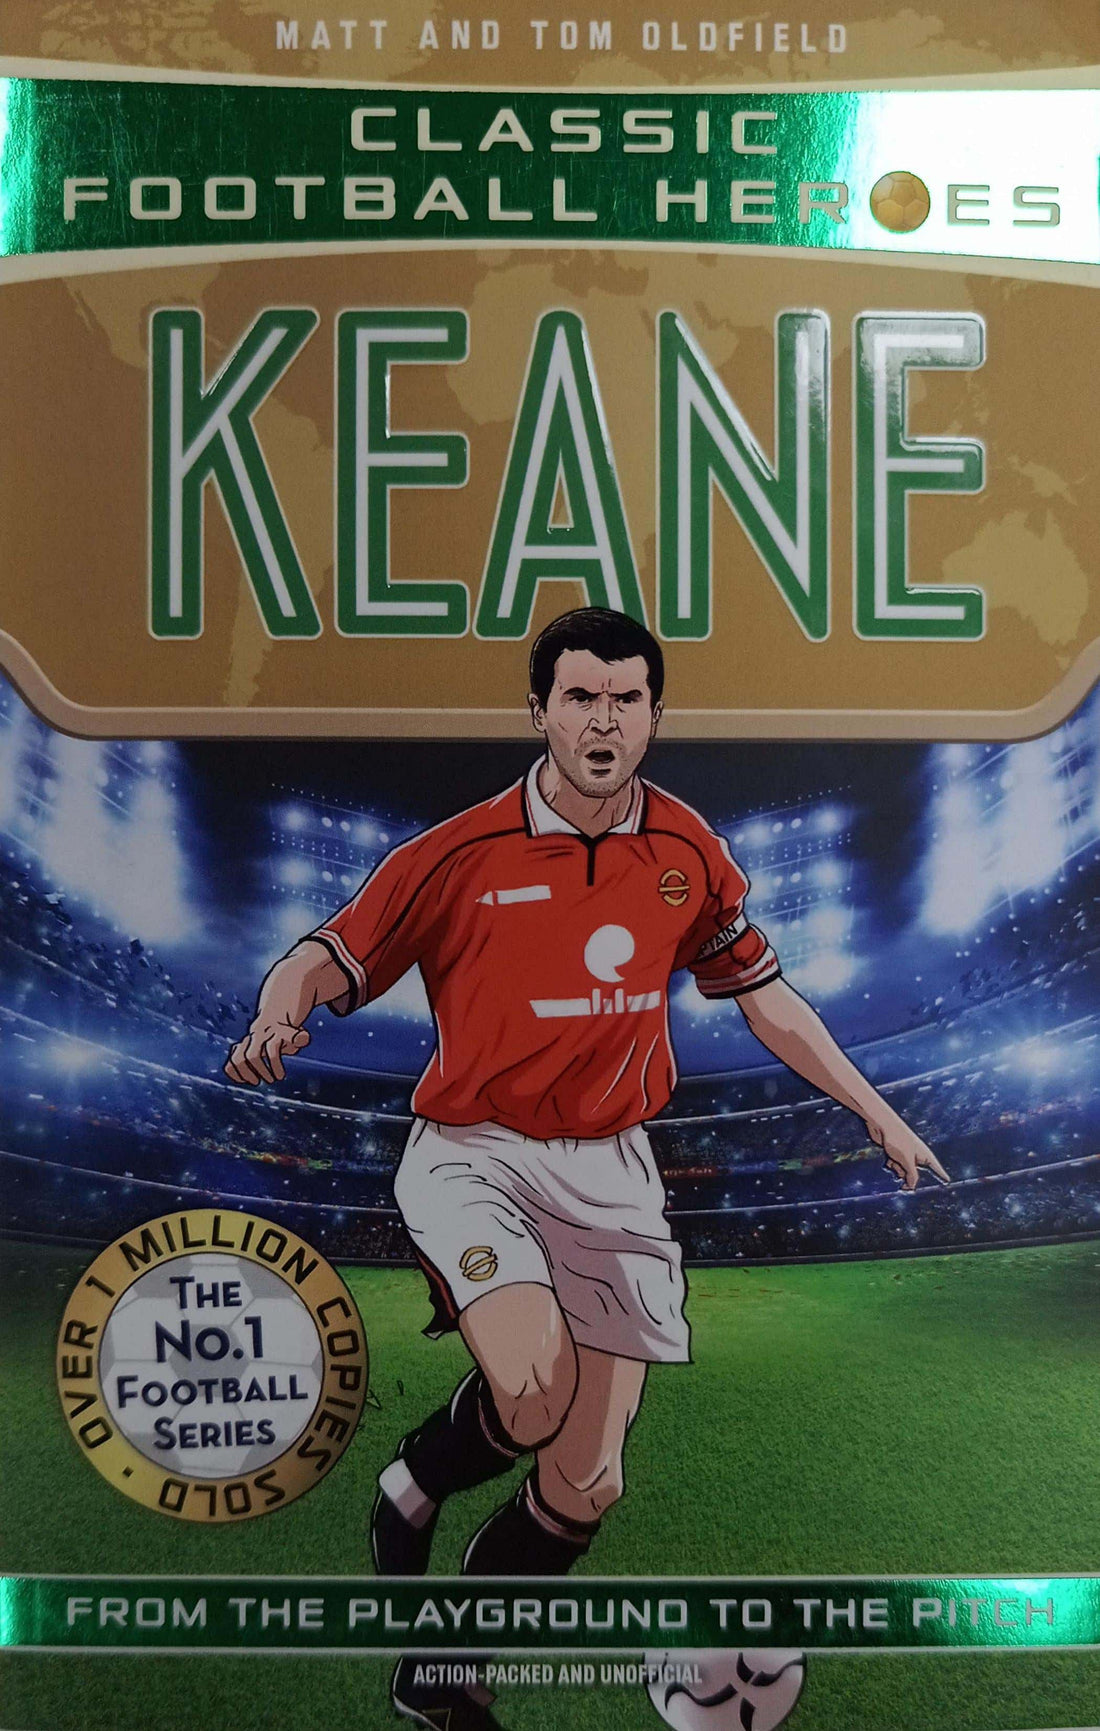 MATT AND TOM OLDFIELD
CLASSIC
FOOTBALL HEROES
KEANE
PTAIN
OVER 1 MILLION COPIES SOLD •
THE
No.1
FOOTBALL
SERIES
FROM THE PLAYGROUND TO THE PITCH
ACTION-PACKED AND UNOFFICIAL